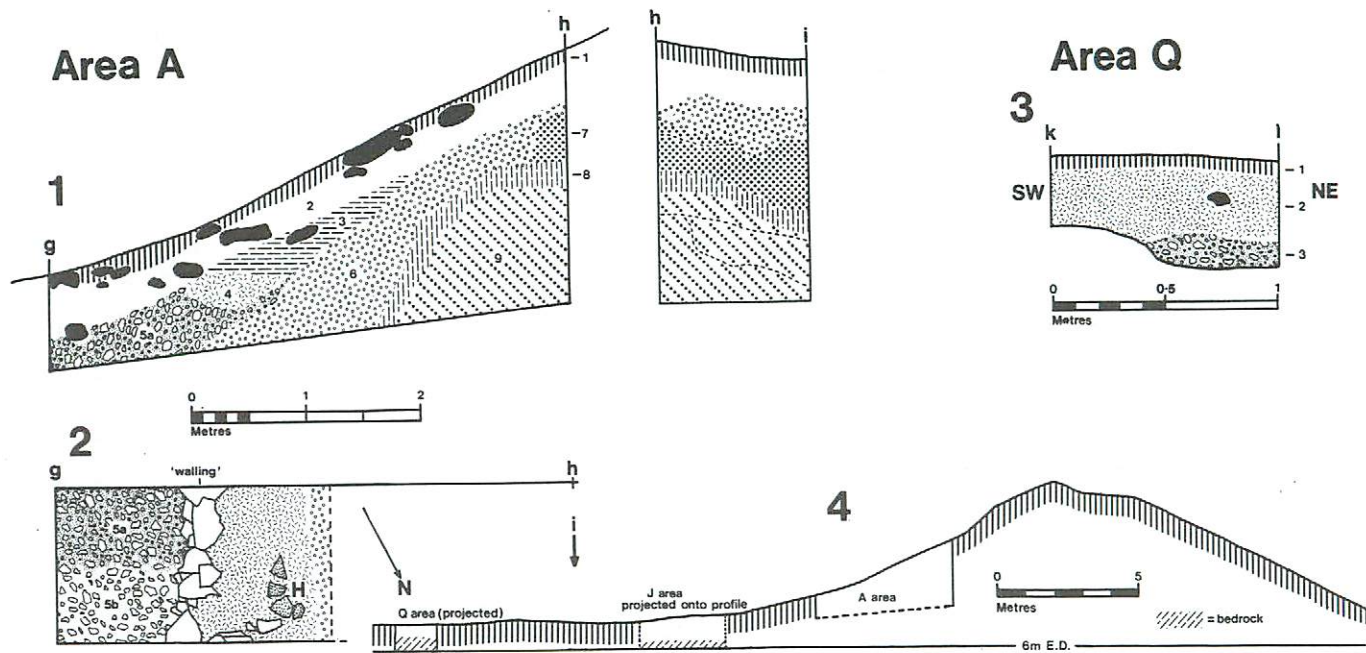 Area A
1
g
h
1
7
8
2
3
4
5a
6
9
0 1 2
Metres
h i
Area Q
3
k l
SW NE
1
2
3
0 0·5 1
Metres
2
g 'walling' h
5a
5b
H
i
N
4
Q area (projected)
J area
projected onto profile
A area
0 5
Metres
= bedrock
6m E.D.